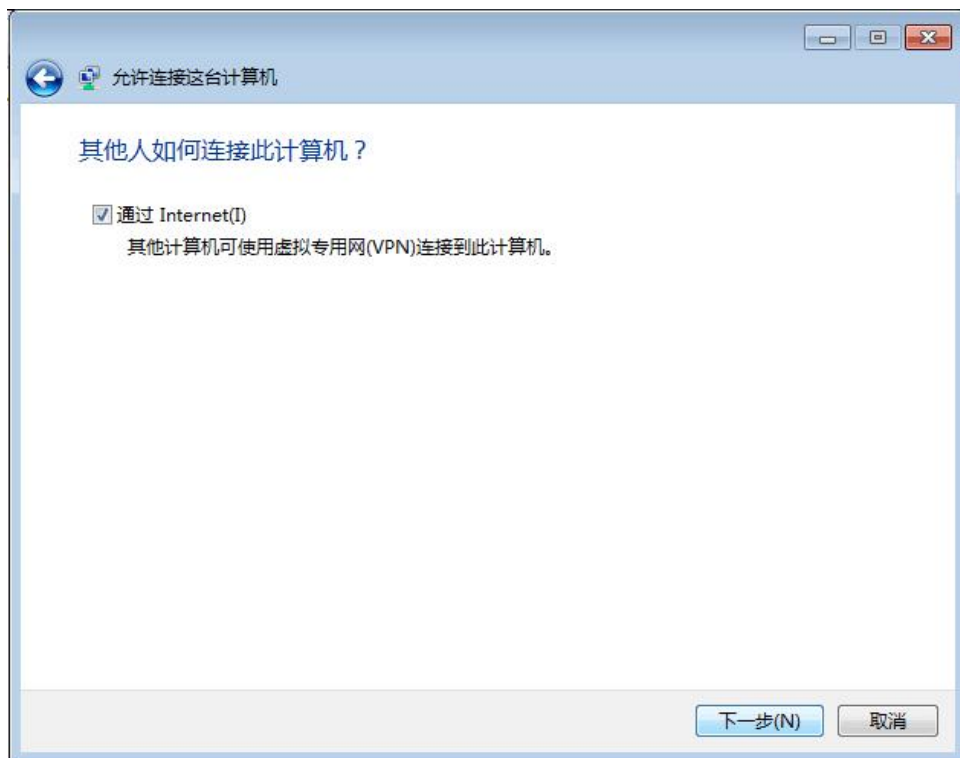 允许连接这台计算机
其他人如何连接此计算机？
通过 Internet(I)
其他计算机可使用虚拟专用网(VPN)连接到此计算机。
下一步(N)
取消